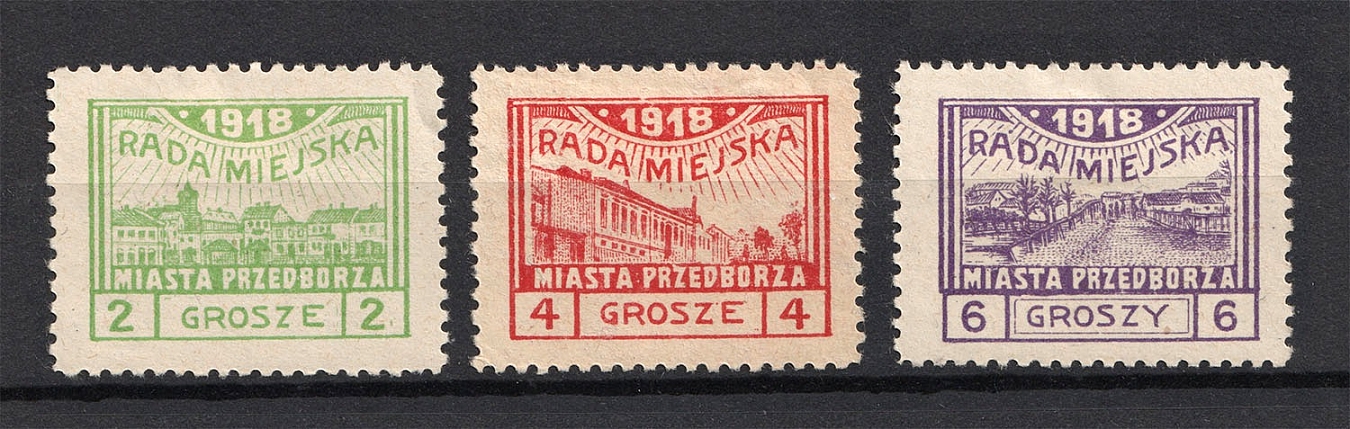 1918
RADA MIEJSKA
MIASTA PRZEDBORZA
2 GROSZE 2
1918
RADA MIEJSKA
MIASTA PRZEDBORZA
4 GROSZE 4
1918
RADA MIEJSKA
MIASTA PRZEDBORZA
6 GROSZY 6